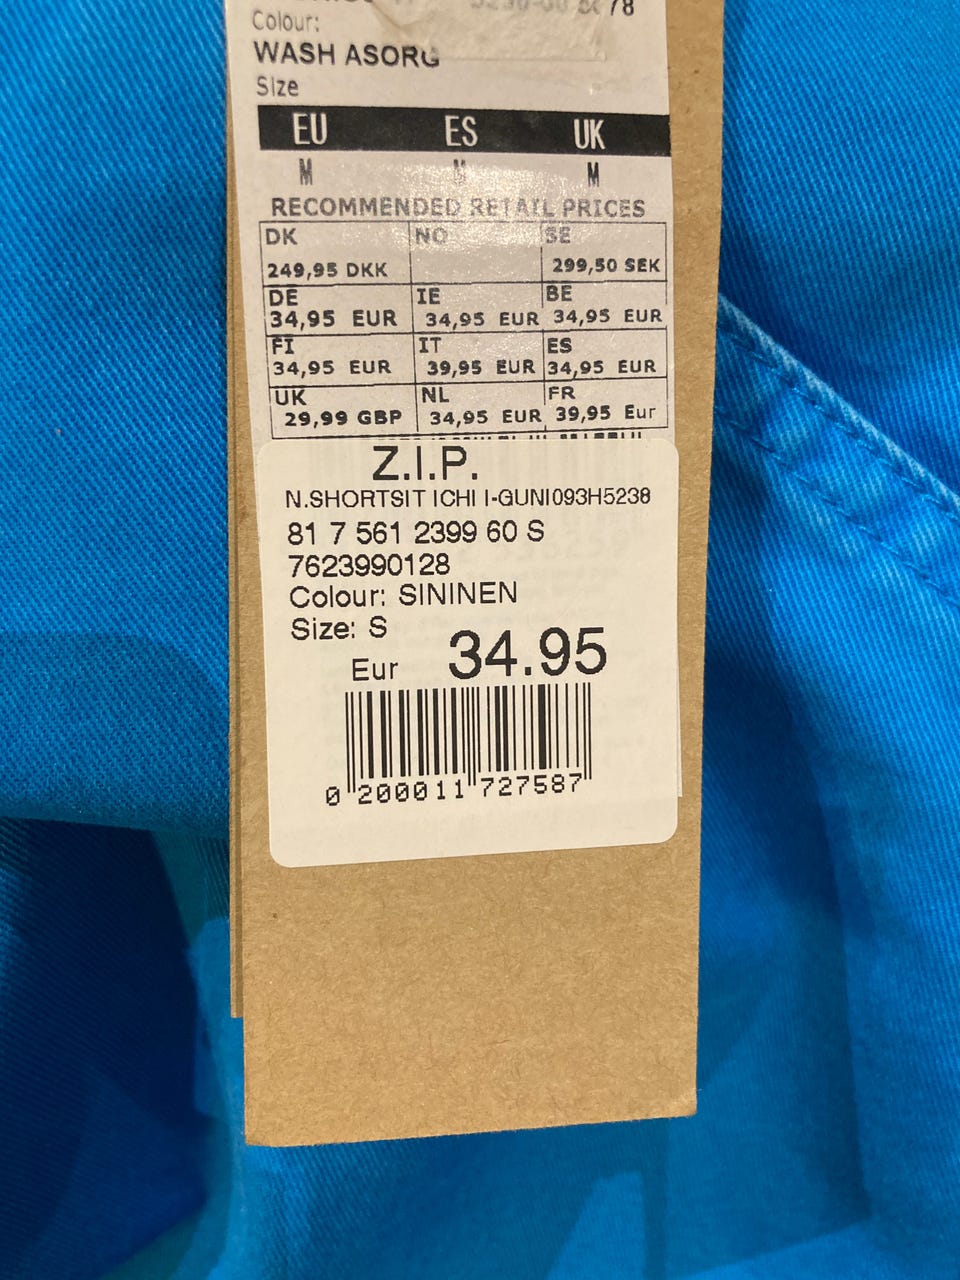 78
Colour:
WASH ASORG
Size
EU ES UK
M M M
RECOMMENDED RETAIL PRICES
DK NO SE
249,95 DKK 299,50 SEK
DE IE BE
34,95 EUR 34,95 EUR 34,95 EUR
FI IT ES
34,95 EUR 39,95 EUR 34,95 EUR
UK NL FR
29,99 GBP 34,95 EUR 39,95 Eur
Z.I.P.
N.SHORTSIT ICHI I-GUNI093H5238
81 7 561 2399 60 S
7623990128
Colour: SININEN
Size: S
Eur 34.95
0 200011 727587